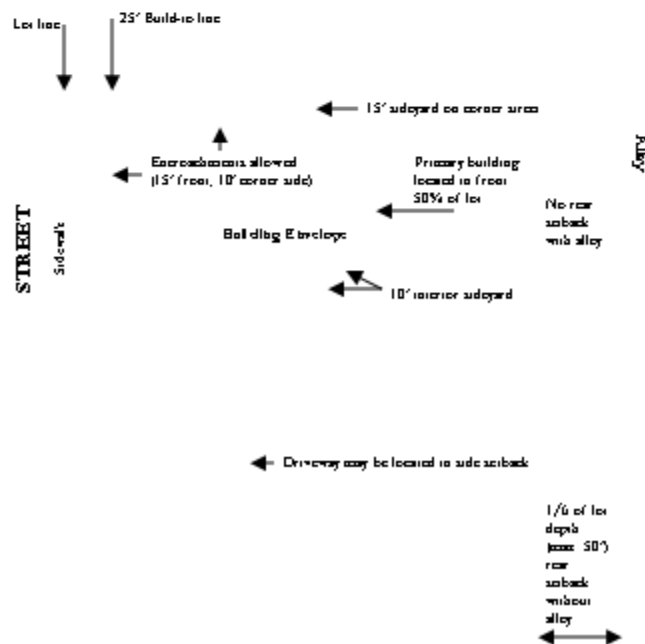 Lot line
25' Build-to line
15' sideyard on corner
Alley
Encroachments allowed
(15' front, 10' corner side)
Primary building
located in front
50% of lot
No rear
setback
with alley
STREET
Sidewalk
Building Envelope
10' interior sideyard
Driveway may be located in side setback
1/6 of lot
depth
50')
rear
setback
without
alley